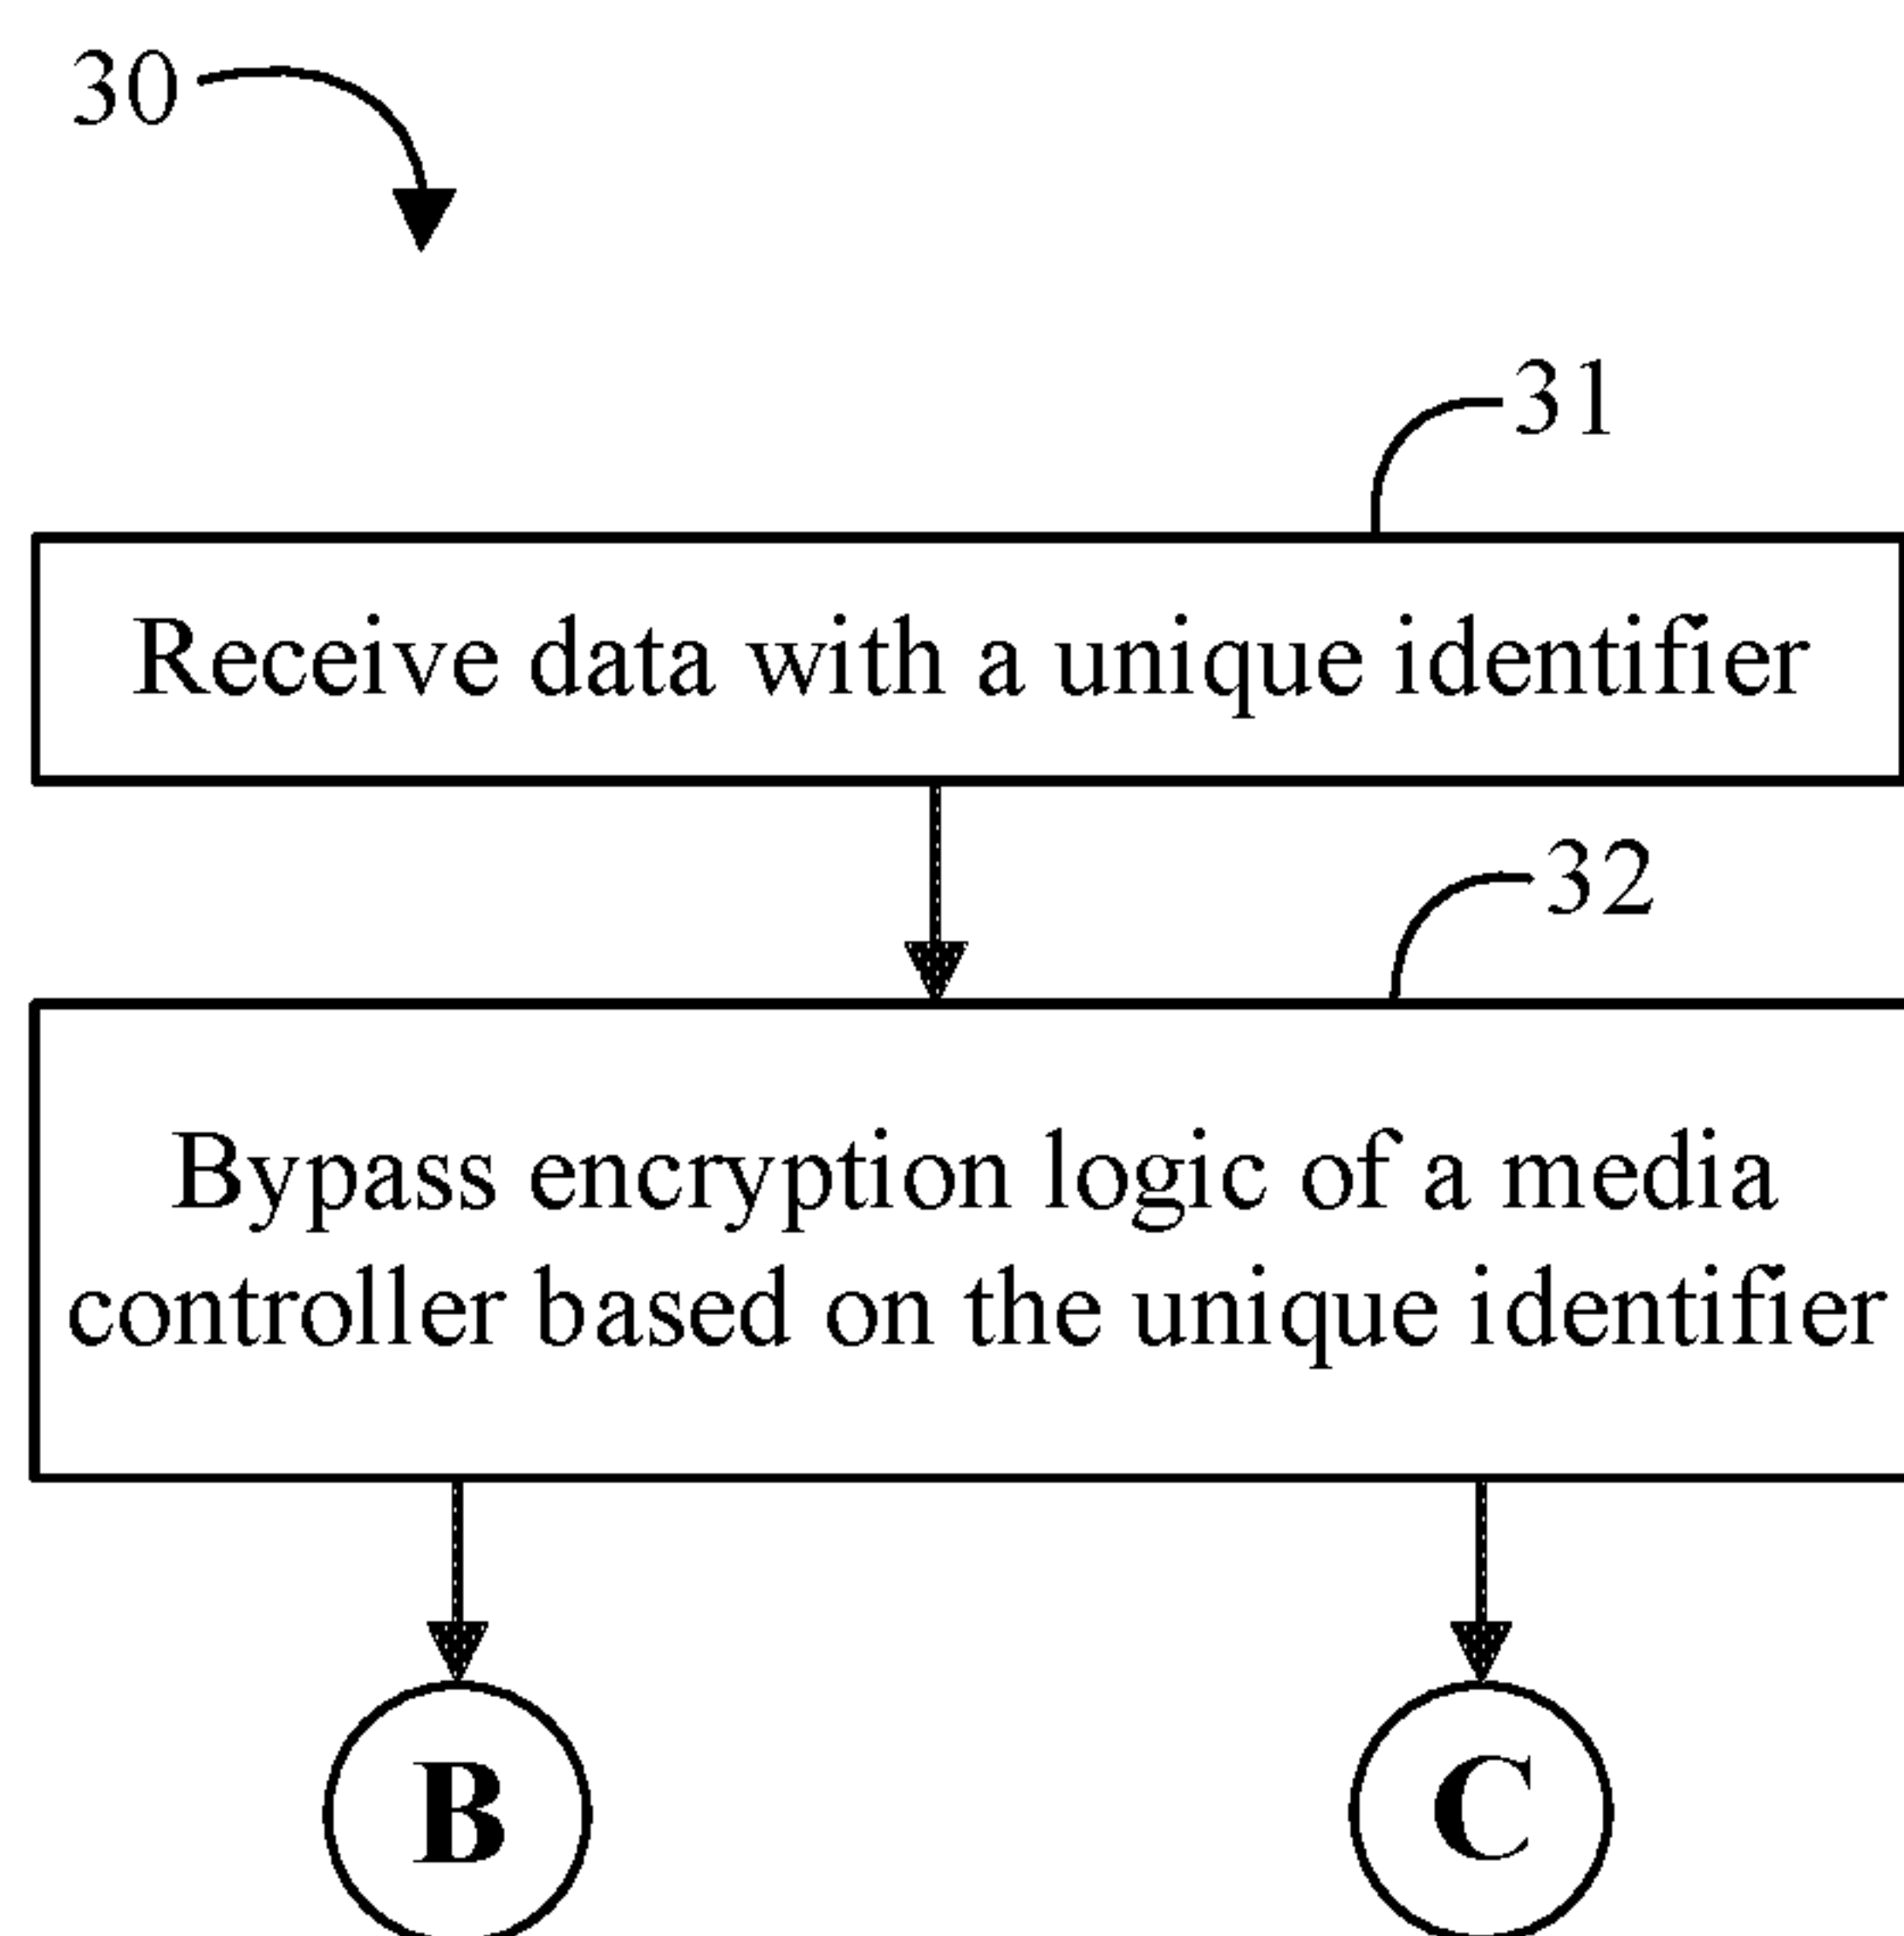 30
31
Receive data with a unique identifier
32
Bypass encryption logic of a media
controller based on the unique identifier
B
C